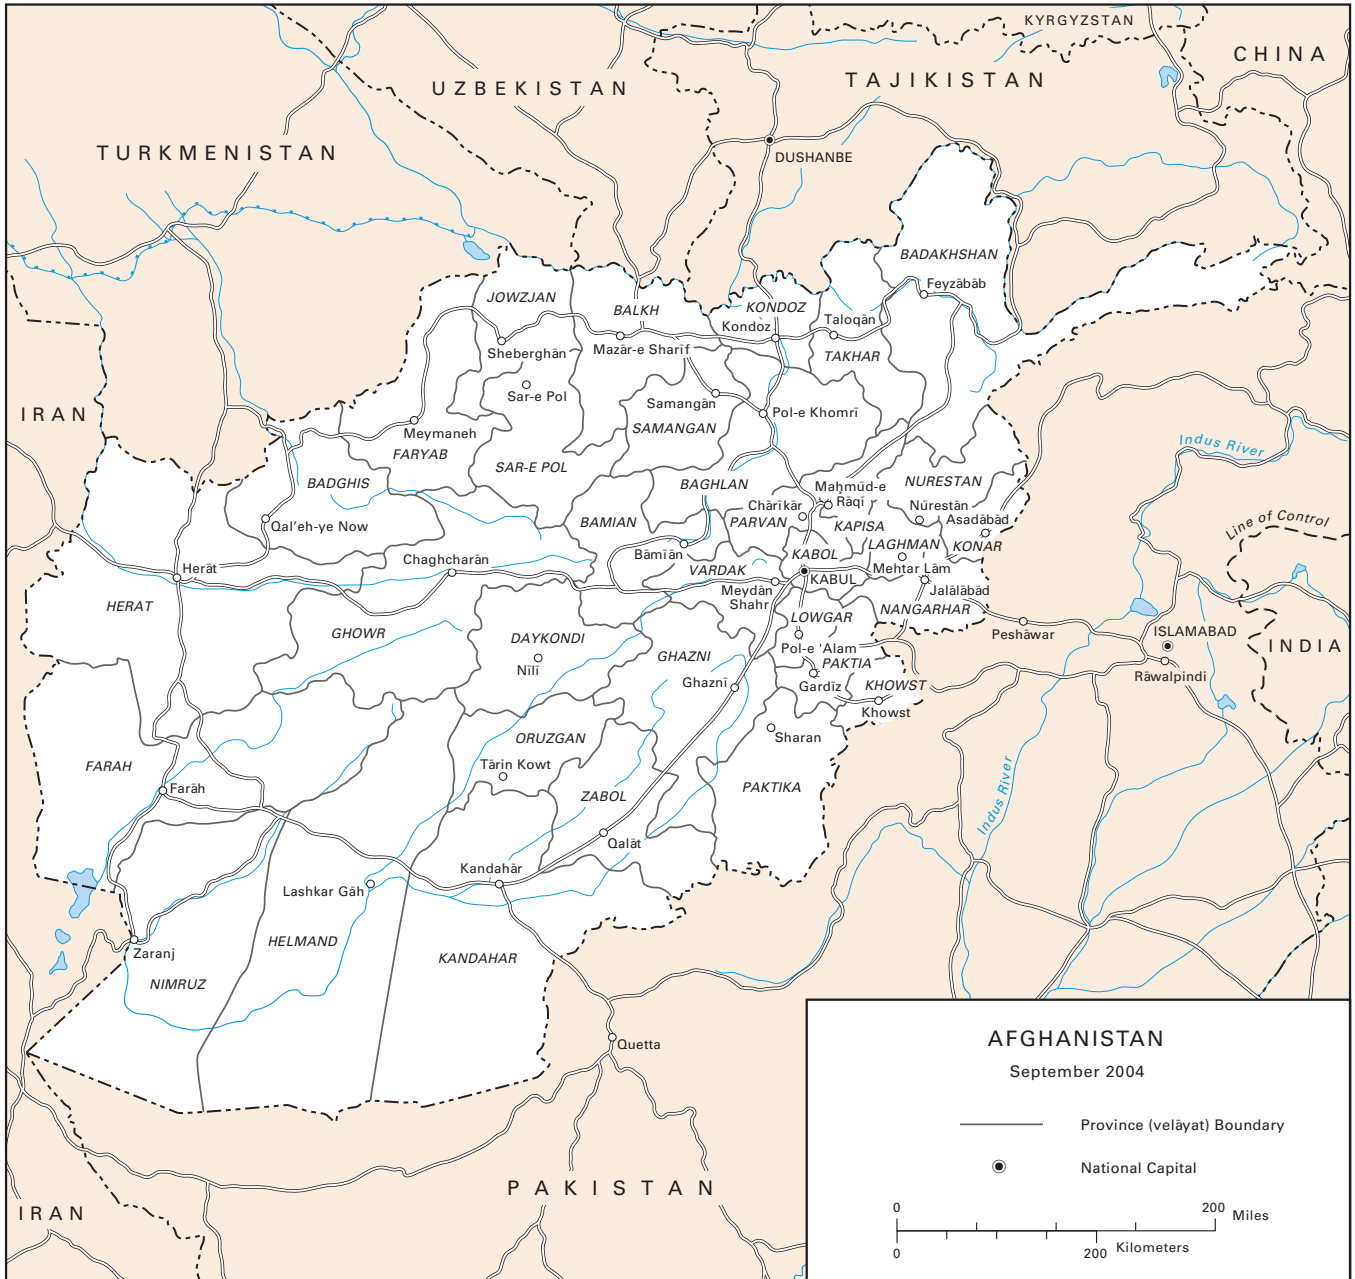 KYRGYZSTAN
CHINA
TAJIKISTAN
UZBEKISTAN
TURKMENISTAN
DUSHANBE
BADAKHSHAN
Feyzābāb
JOWZJAN
BALKH
KONDOZ
Kondoz
Taloqān
TAKHAR
Sheberghān
Mazār-e Sharīf
Sar-e Pol
Samangān
SAMANGAN
Pol-e Khomrī
IRAN
Meymaneh
FARYAB
SAR-E POL
Indus River
BADGHIS
BAGHLAN
NURESTAN
Maḩmūd-e
Rāqī
Chārīkār
Nūrestān
Asadābād
Qal'eh-ye Now
BAMIAN
PARVAN
KAPISA
Line of Control
LAGHMAN
KONAR
Bāmīān
KABOL
Chaghcharān
Herāt
VARDAK
Mehtar Lām
KABUL
Meydān
Shahr
Jalālābād
HERAT
NANGARHAR
GHOWR
DAYKONDI
LOWGAR
Peshāwar
ISLAMABAD
INDIA
Nīlī
GHAZNI
Pol-e 'Alam
PAKTIA
Rāwalpindi
Ghaznī
Gardīz
KHOWST
Khowst
ORUZGAN
Sharan
FARAH
Tārin Kowt
Farāh
ZABOL
PAKTIKA
Indus River
Qalāt
Kandahār
Lashkar Gāh
Zaranj
HELMAND
KANDAHAR
NIMRUZ
Quetta
AFGHANISTAN
September 2004
Province (velāyat) Boundary
National Capital
PAKISTAN
IRAN
0 200 Miles
0 200 Kilometers